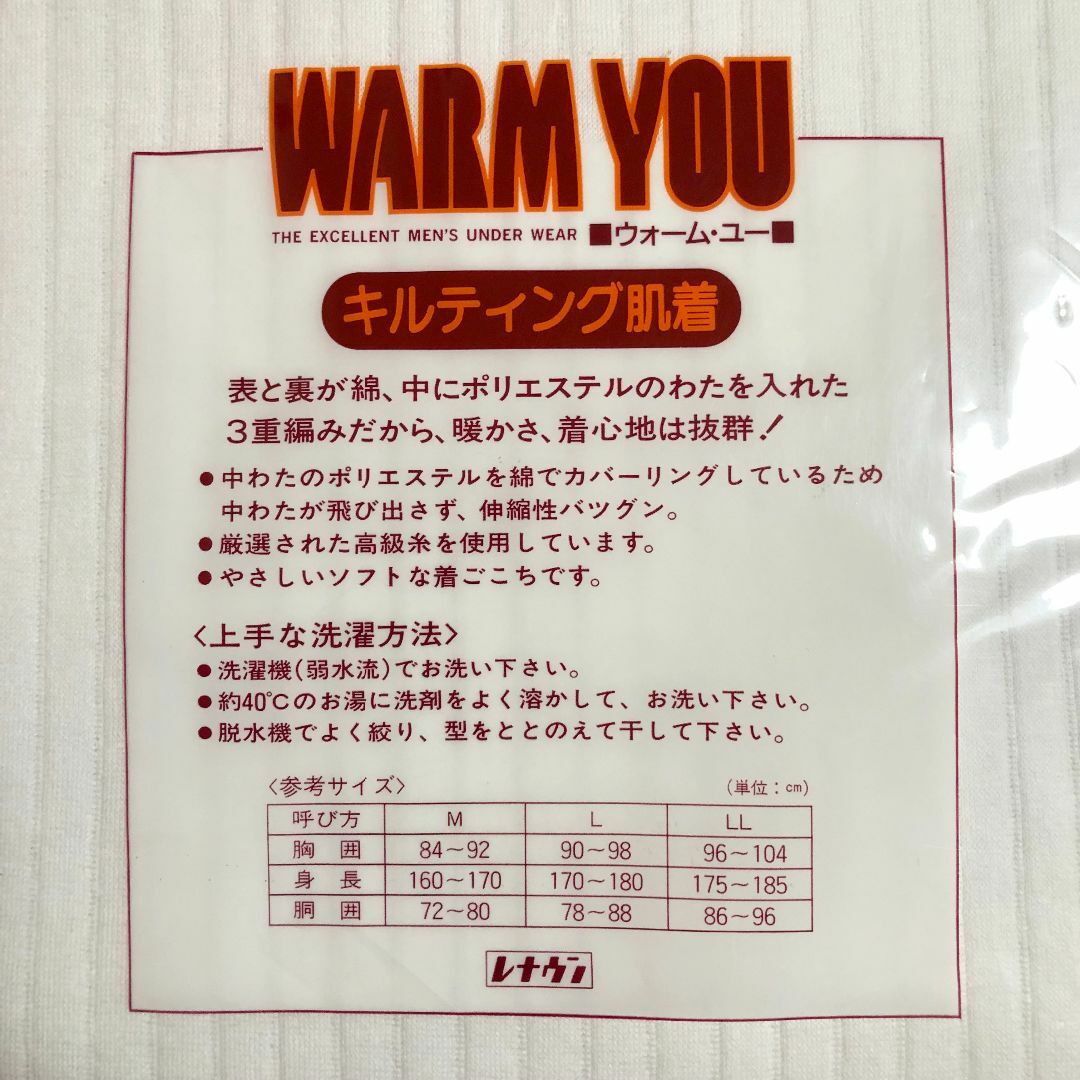 WARM YOU
THE EXCELLENT MEN'S UNDER WEAR ■ウォーム・ユー■
キルティング肌着
表と裏が綿、中にポリエステルのわたを入れた
3重編みだから、暖かさ、着心地は抜群!
●中わたのポリエステルを綿でカバーリングしているため
中わたが飛び出さず、伸縮性バツグン。
●厳選された高級糸を使用しています。
●やさしいソフトな着ごこちです。
〈上手な洗濯方法〉
●洗濯機(弱水流)でお洗い下さい。
●約40℃のお湯に洗剤をよく溶かして、お洗い下さい。
●脱水機でよく絞り、型をととのえて干して下さい。
〈参考サイズ〉 (単位:cm)
呼び方 M L LL
胸囲 84〜92 90〜98 96〜104
身長 160〜170 170〜180 175〜185
胴囲 72〜80 78〜88 86〜96
レナウン